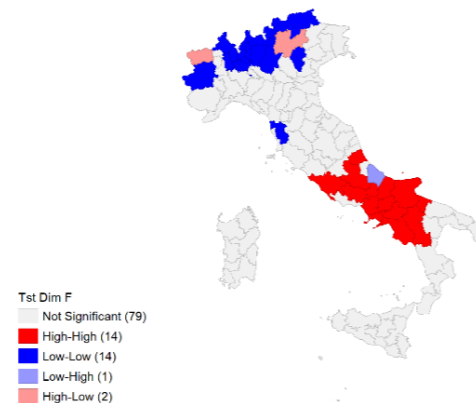 Tst Dim F
Not Significant (79)
High-High (14)
Low-Low (14)
Low-High (1)
High-Low (2)